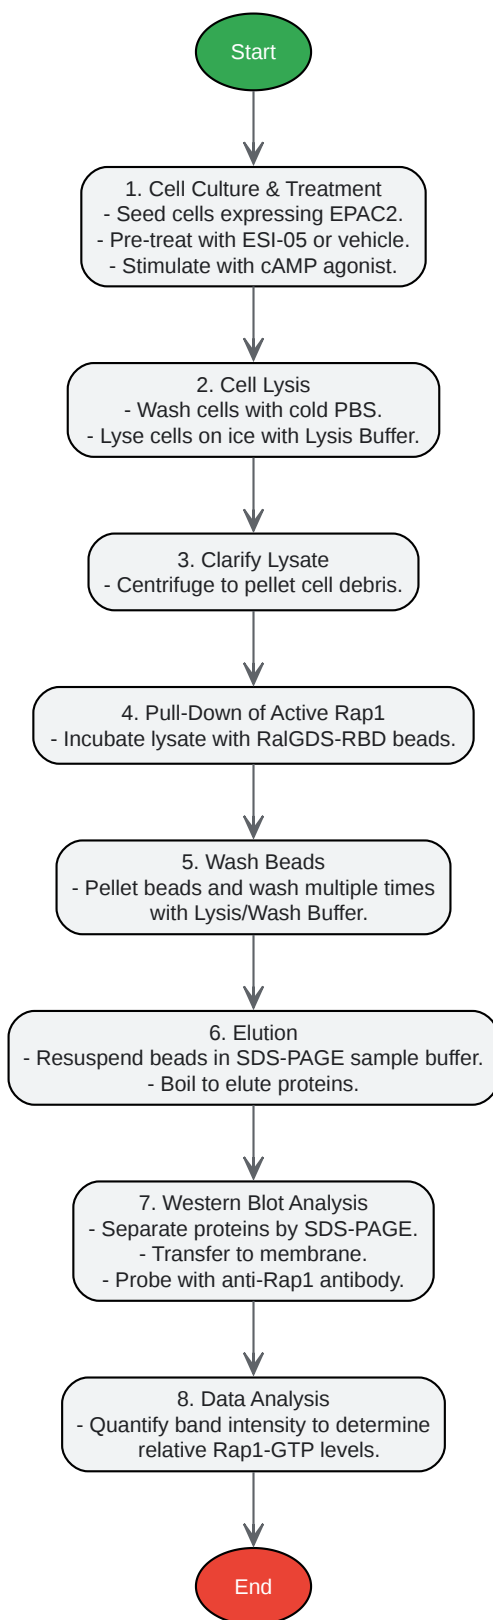 Start
1. Cell Culture & Treatment
- Seed cells expressing EPAC2.
- Pre-treat with ESI-05 or vehicle.
- Stimulate with cAMP agonist.
2. Cell Lysis
- Wash cells with cold PBS.
- Lyse cells on ice with Lysis Buffer.
3. Clarify Lysate
- Centrifuge to pellet cell debris.
4. Pull-Down of Active Rap1
- Incubate lysate with RalGDS-RBD beads.
5. Wash Beads
- Pellet beads and wash multiple times
with Lysis/Wash Buffer.
6. Elution
- Resuspend beads in SDS-PAGE sample buffer.
- Boil to elute proteins.
7. Western Blot Analysis
- Separate proteins by SDS-PAGE.
- Transfer to membrane.
- Probe with anti-Rap1 antibody.
8. Data Analysis
- Quantify band intensity to determine
relative Rap1-GTP levels.
End